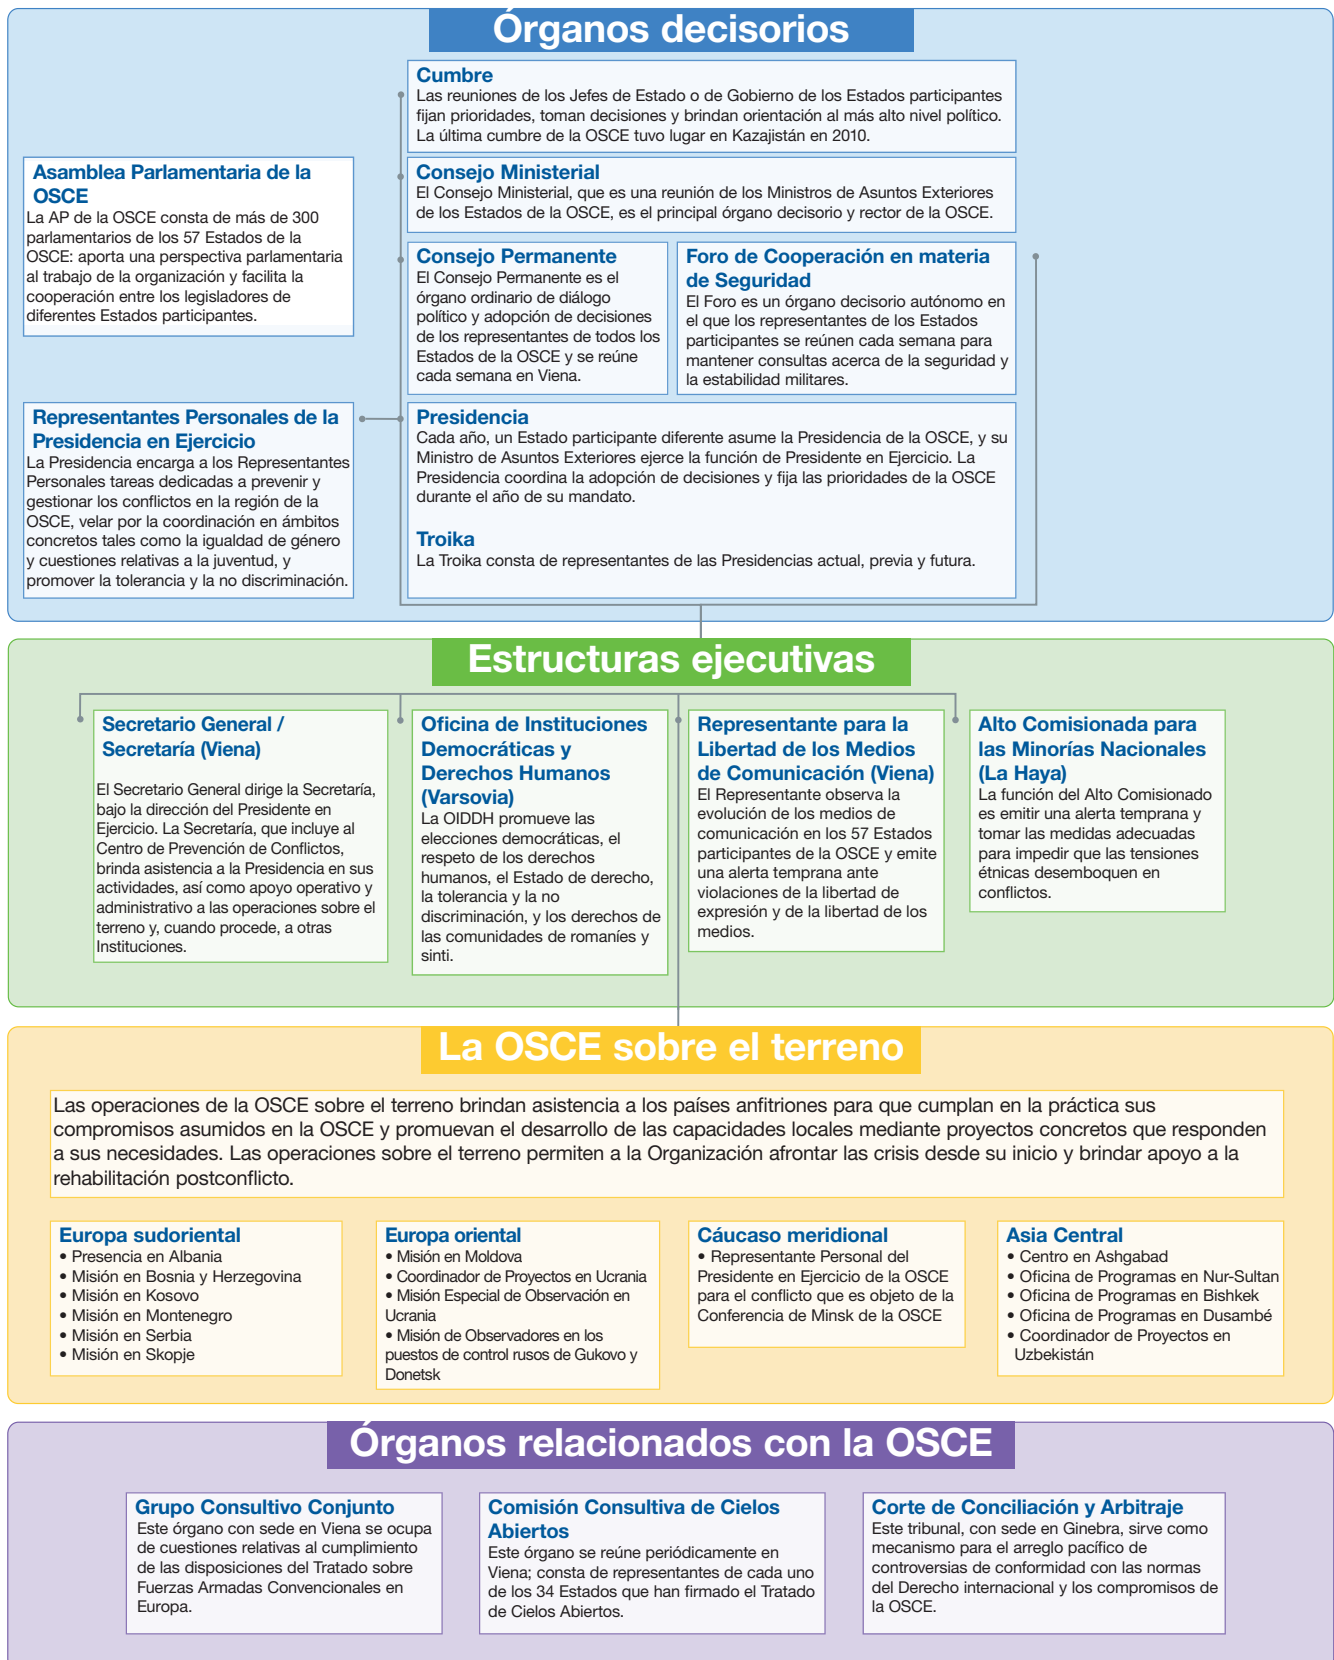 Órganos decisorios
Cumbre
Las reuniones de los Jefes de Estado o de Gobierno de los Estados participantes
fijan prioridades, toman decisiones y brindan orientación al más alto nivel político.
La última cumbre de la OSCE tuvo lugar en Kazajistán en 2010.
Asamblea Parlamentaria de la
OSCE
La AP de la OSCE consta de más de 300
parlamentarios de los 57 Estados de la
OSCE: aporta una perspectiva parlamentaria
al trabajo de la organización y facilita la
cooperación entre los legisladores de
diferentes Estados participantes.
Consejo Ministerial
El Consejo Ministerial, que es una reunión de los Ministros de Asuntos Exteriores
de los Estados de la OSCE, es el principal órgano decisorio y rector de la OSCE.
Consejo Permanente
El Consejo Permanente es el
órgano ordinario de diálogo
político y adopción de decisiones
de los representantes de todos los
Estados de la OSCE y se reúne
cada semana en Viena.
Foro de Cooperación en materia
de Seguridad
El Foro es un órgano decisorio autónomo en
el que los representantes de los Estados
participantes se reúnen cada semana para
mantener consultas acerca de la seguridad y
la estabilidad militares.
Representantes Personales de la
Presidencia en Ejercicio
La Presidencia encarga a los Representantes
Personales tareas dedicadas a prevenir y
gestionar los conflictos en la región de la
OSCE, velar por la coordinación en ámbitos
concretos tales como la igualdad de género
y cuestiones relativas a la juventud, y
promover la tolerancia y la no discriminación.
Presidencia
Cada año, un Estado participante diferente asume la Presidencia de la OSCE, y su
Ministro de Asuntos Exteriores ejerce la función de Presidente en Ejercicio. La
Presidencia coordina la adopción de decisiones y fija las prioridades de la OSCE
durante el año de su mandato.
Troika
La Troika consta de representantes de las Presidencias actual, previa y futura.
Estructuras ejecutivas
Secretario General /
Secretaría (Viena)
El Secretario General dirige la Secretaría,
bajo la dirección del Presidente en
Ejercicio. La Secretaría, que incluye al
Centro de Prevención de Conflictos,
brinda asistencia a la Presidencia en sus
actividades, así como apoyo operativo y
administrativo a las operaciones sobre el
terreno y, cuando procede, a otras
Instituciones.
Oficina de Instituciones
Democráticas y
Derechos Humanos
(Varsovia)
La OIDDH promueve las
elecciones democráticas, el
respeto de los derechos
humanos, el Estado de derecho,
la tolerancia y la no
discriminación, y los derechos de
las comunidades de romaníes y
sinti.
Representante para la
Libertad de los Medios
de Comunicación (Viena)
El Representante observa la
evolución de los medios de
comunicación en los 57 Estados
participantes de la OSCE y emite
una alerta temprana ante
violaciones de la libertad de
expresión y de la libertad de los
medios.
Alto Comisionada para
las Minorías Nacionales
(La Haya)
La función del Alto Comisionado
es emitir una alerta temprana y
tomar las medidas adecuadas
para impedir que las tensiones
étnicas desemboquen en
conflictos.
La OSCE sobre el terreno
Las operaciones de la OSCE sobre el terreno brindan asistencia a los países anfitriones para que cumplan en la práctica sus
compromisos asumidos en la OSCE y promuevan el desarrollo de las capacidades locales mediante proyectos concretos que responden
a sus necesidades. Las operaciones sobre el terreno permiten a la Organización afrontar las crisis desde su inicio y brindar apoyo a la
rehabilitación postconflicto.
Europa sudoriental
• Presencia en Albania
• Misión en Bosnia y Herzegovina
• Misión en Kosovo
• Misión en Montenegro
• Misión en Serbia
• Misión en Skopje
Europa oriental
• Misión en Moldova
• Coordinador de Proyectos en Ucrania
• Misión Especial de Observación en
Ucrania
• Misión de Observadores en los
puestos de control rusos de Gukovo y
Donetsk
Cáucaso meridional
• Representante Personal del
Presidente en Ejercicio de la OSCE
para el conflicto que es objeto de la
Conferencia de Minsk de la OSCE
Asia Central
• Centro en Ashgabad
• Oficina de Programas en Nur-Sultan
• Oficina de Programas en Bishkek
• Oficina de Programas en Dusambé
• Coordinador de Proyectos en
Uzbekistán
Órganos relacionados con la OSCE
Grupo Consultivo Conjunto
Este órgano con sede en Viena se ocupa
de cuestiones relativas al cumplimiento
de las disposiciones del Tratado sobre
Fuerzas Armadas Convencionales en
Europa.
Comisión Consultiva de Cielos
Abiertos
Este órgano se reúne periódicamente en
Viena; consta de representantes de cada uno
de los 34 Estados que han firmado el Tratado
de Cielos Abiertos.
Corte de Conciliación y Arbitraje
Este tribunal, con sede en Ginebra, sirve como
mecanismo para el arreglo pacífico de
controversias de conformidad con las normas
del Derecho internacional y los compromisos de
la OSCE.